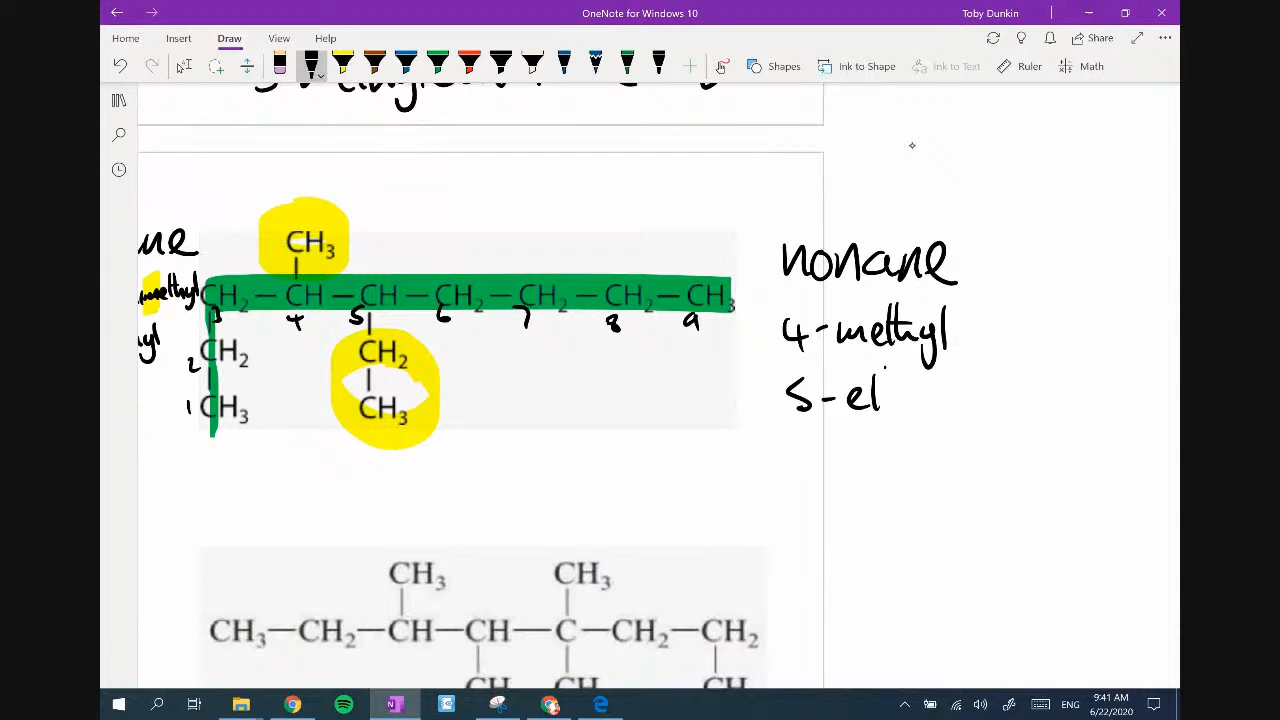 OneNote for Windows 10
Toby Dunkin
Home Insert Draw View Help
Share
Shapes Ink to Shape Ink to Text Ruler Math
CH₃
CH₂ — CH — CH — CH₂ — CH₂ — CH₂ — CH₃
3 4 5 6 7 8 9
2 CH₂ CH₂
1 CH₃ CH₃
methyl
nonane
4-methyl
5-et
CH₃ CH₃
CH₃—CH₂—CH—CH—C—CH₂—CH₂
ENG
9:41 AM
6/22/2020